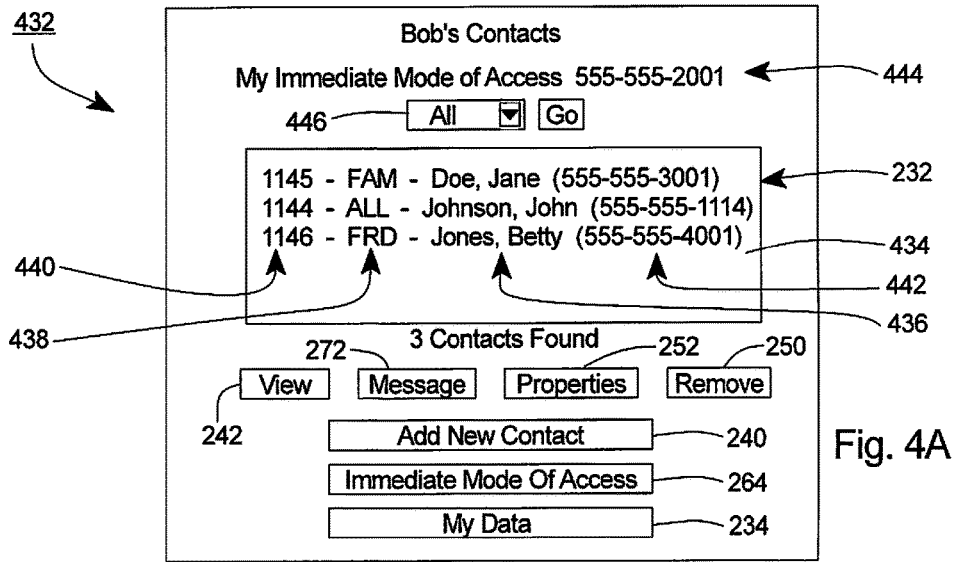 432
Bob's Contacts
My Immediate Mode of Access 555-555-2001
444
446
All
Go
1145 - FAM - Doe, Jane (555-555-3001)
232
1144 - ALL - Johnson, John (555-555-1114)
1146 - FRD - Jones, Betty (555-555-4001)
434
440
442
438
436
3 Contacts Found
272
252
250
View
Message
Properties
Remove
242
Add New Contact
240
Immediate Mode Of Access
264
My Data
234
Fig. 4A